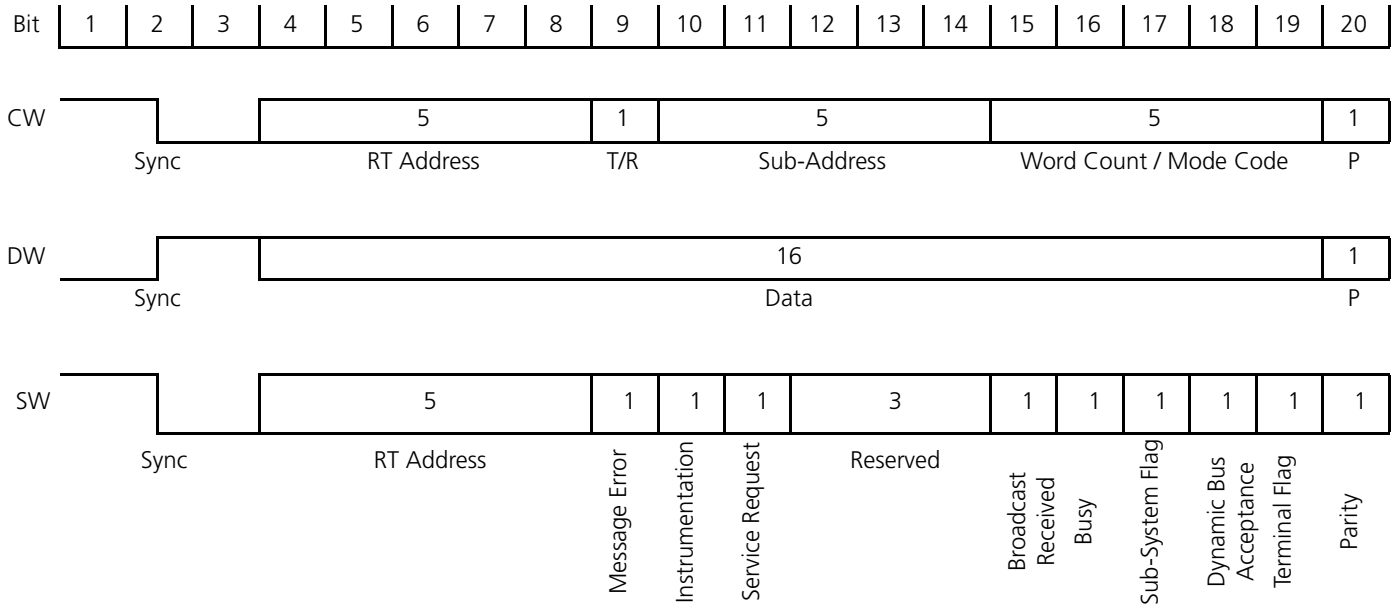 Bit 1 2 3 4 5 6 7 8 9 10 11 12 13 14 15 16 17 18 19 20
CW 5 1 5 5 1
Sync RT Address T/R Sub-Address Word Count / Mode Code P
DW 16 1
Sync Data P
SW 5 1 1 1 3 1 1 1 1 1 1
Sync RT Address Reserved
Message Error
Instrumentation
Service Request
Broadcast
Received
Busy
Sub-System Flag
Dynamic Bus
Acceptance
Terminal Flag
Parity